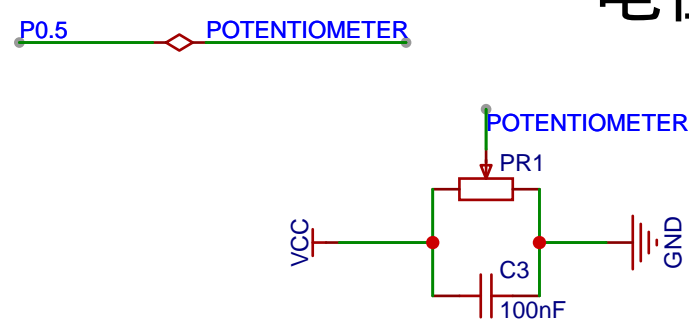 P0.5
POTENTIOMETER
POTENTIOMETER
PR1
VCC
GND
C3
100nF